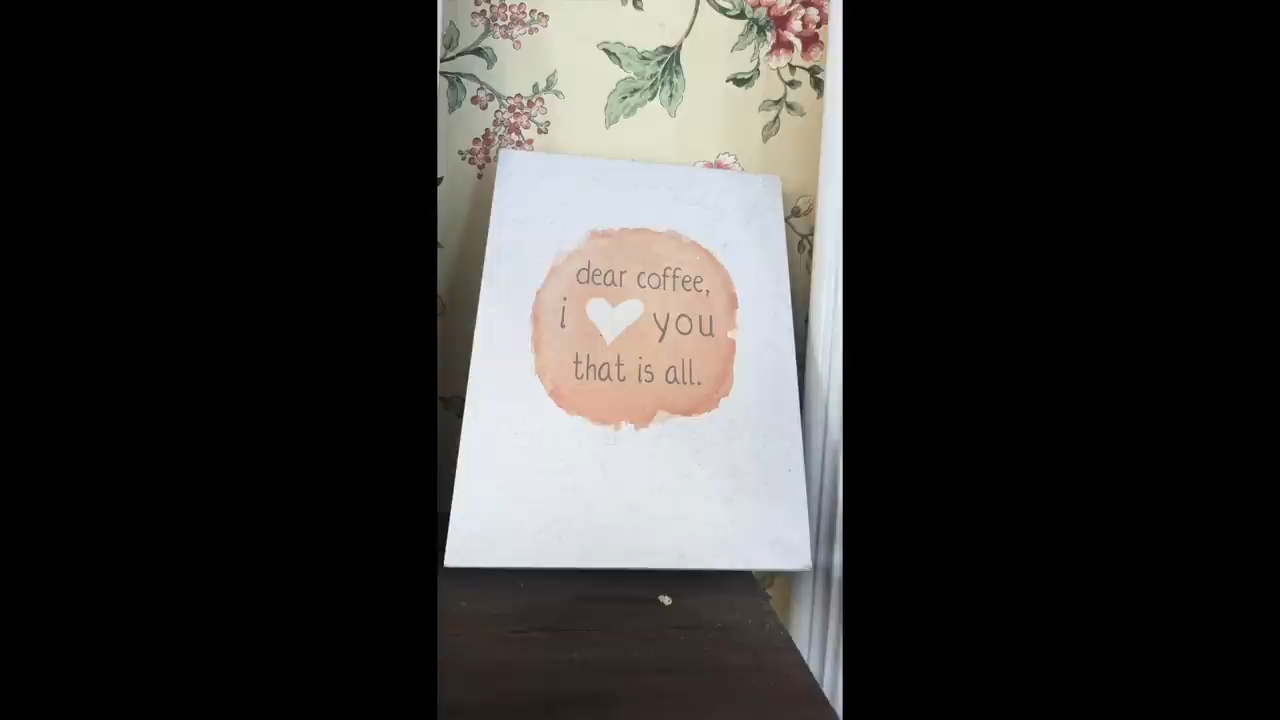 dear coffee,
i you
that is all.